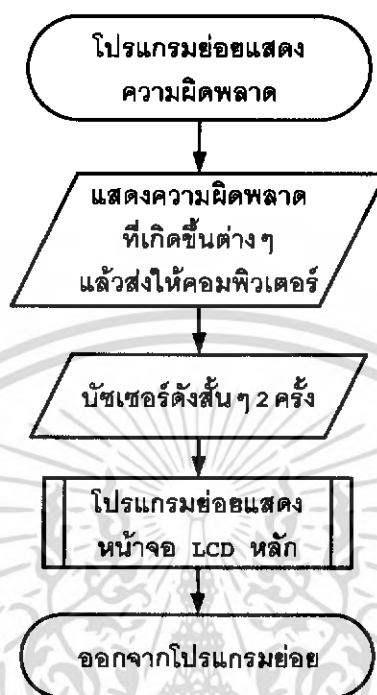 โปรแกรมย่อยแสดง
ความผิดพลาด
แสดงความผิดพลาด
ที่เกิดขึ้นต่างๆ
แล้วส่งให้คอมพิวเตอร์
บัซเซอร์ดังสั้นๆ 2 ครั้ง
โปรแกรมย่อยแสดง
หน้าจอ LCD หลัก
ออกจากโปรแกรมย่อย